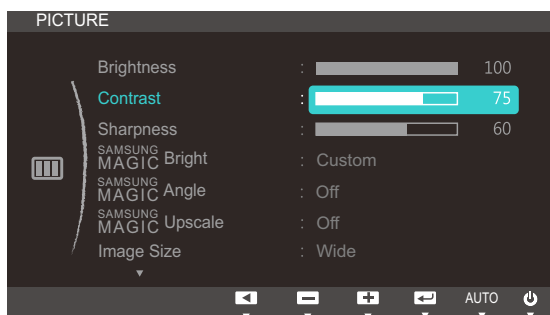 PICTURE
Brightness : 100
Contrast : 75
Sharpness : 60
SAMSUNG MAGIC Bright : Custom
SAMSUNG MAGIC Angle : Off
SAMSUNG MAGIC Upscale : Off
Image Size : Wide
AUTO